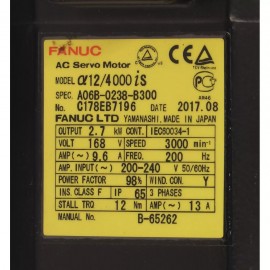 FANUC
AC Servo Motor
MODEL αi2/4000 iS
SPEC. A06B-0238-B300
No. C178EB7196 DATE 2017.08
FANUC LTD YAMANASHI, MADE IN JAPAN
OUTPUT 2.7 kW CONT. IEC60034-1
VOLT 168 V SPEED 3000 min⁻¹
AMP(~) 9.6 A FREQ. 200 Hz
AMP. INPUT(~) 200-240 V 50/60Hz
POWER FACTOR 98% WIND. CON. Y
INS. CLASS F IP 65 3 PHASES
STALL TRQ 12 Nm AMP(~) 13 A
MANUAL No. B-65262